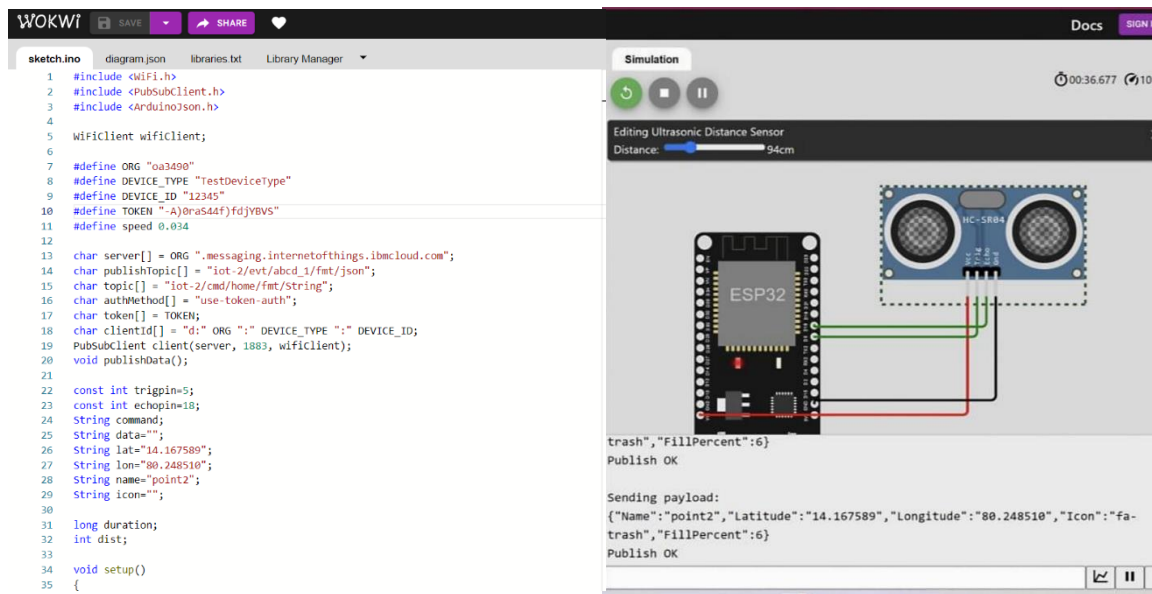 WOKWi SAVE SHARE
sketch.ino diagram.json libraries.txt Library Manager
1 #include <WiFi.h>
2 #include <PubSubClient.h>
3 #include <ArduinoJson.h>
4
5 WiFiClient wifiClient;
6
7 #define ORG "oa3490"
8 #define DEVICE_TYPE "TestDeviceType"
9 #define DEVICE_ID "12345"
10 #define TOKEN "-A)0raS44f)fdjYBVS"
11 #define speed 0.034
12
13 char server[] = ORG ".messaging.internetofthings.ibmcloud.com";
14 char publishTopic[] = "iot-2/evt/abcd_1/fmt/json";
15 char topic[] = "iot-2/cmd/home/fmt/String";
16 char authMethod[] = "use-token-auth";
17 char token[] = TOKEN;
18 char clientId[] = "d:" ORG ":" DEVICE_TYPE ":" DEVICE_ID;
19 PubSubClient client(server, 1883, wifiClient);
20 void publishData();
21
22 const int trigpin=5;
23 const int echopin=18;
24 String command;
25 String data="";
26 String lat="14.167589";
27 String lon="80.248510";
28 String name="point2";
29 String icon="";
30
31 long duration;
32 int dist;
33
34 void setup()
35 {
Docs SIGN
Simulation
00:36.677 10
Editing Ultrasonic Distance Sensor
Distance: 94cm
HC-SR04
Vcc Trig Echo Gnd
ESP32
trash","FillPercent":6}
Publish OK
Sending payload:
{"Name":"point2","Latitude":"14.167589","Longitude":"80.248510","Icon":"fa-
trash","FillPercent":6}
Publish OK